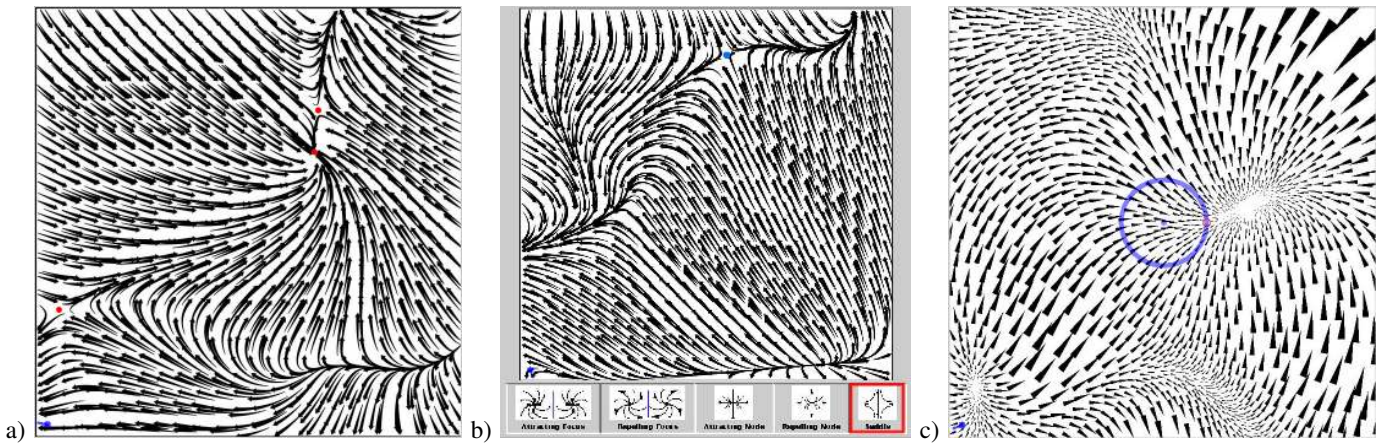 a)
b)
c)
Attracting Focus
Repelling Focus
Attracting Node
Repelling Node
Saddle